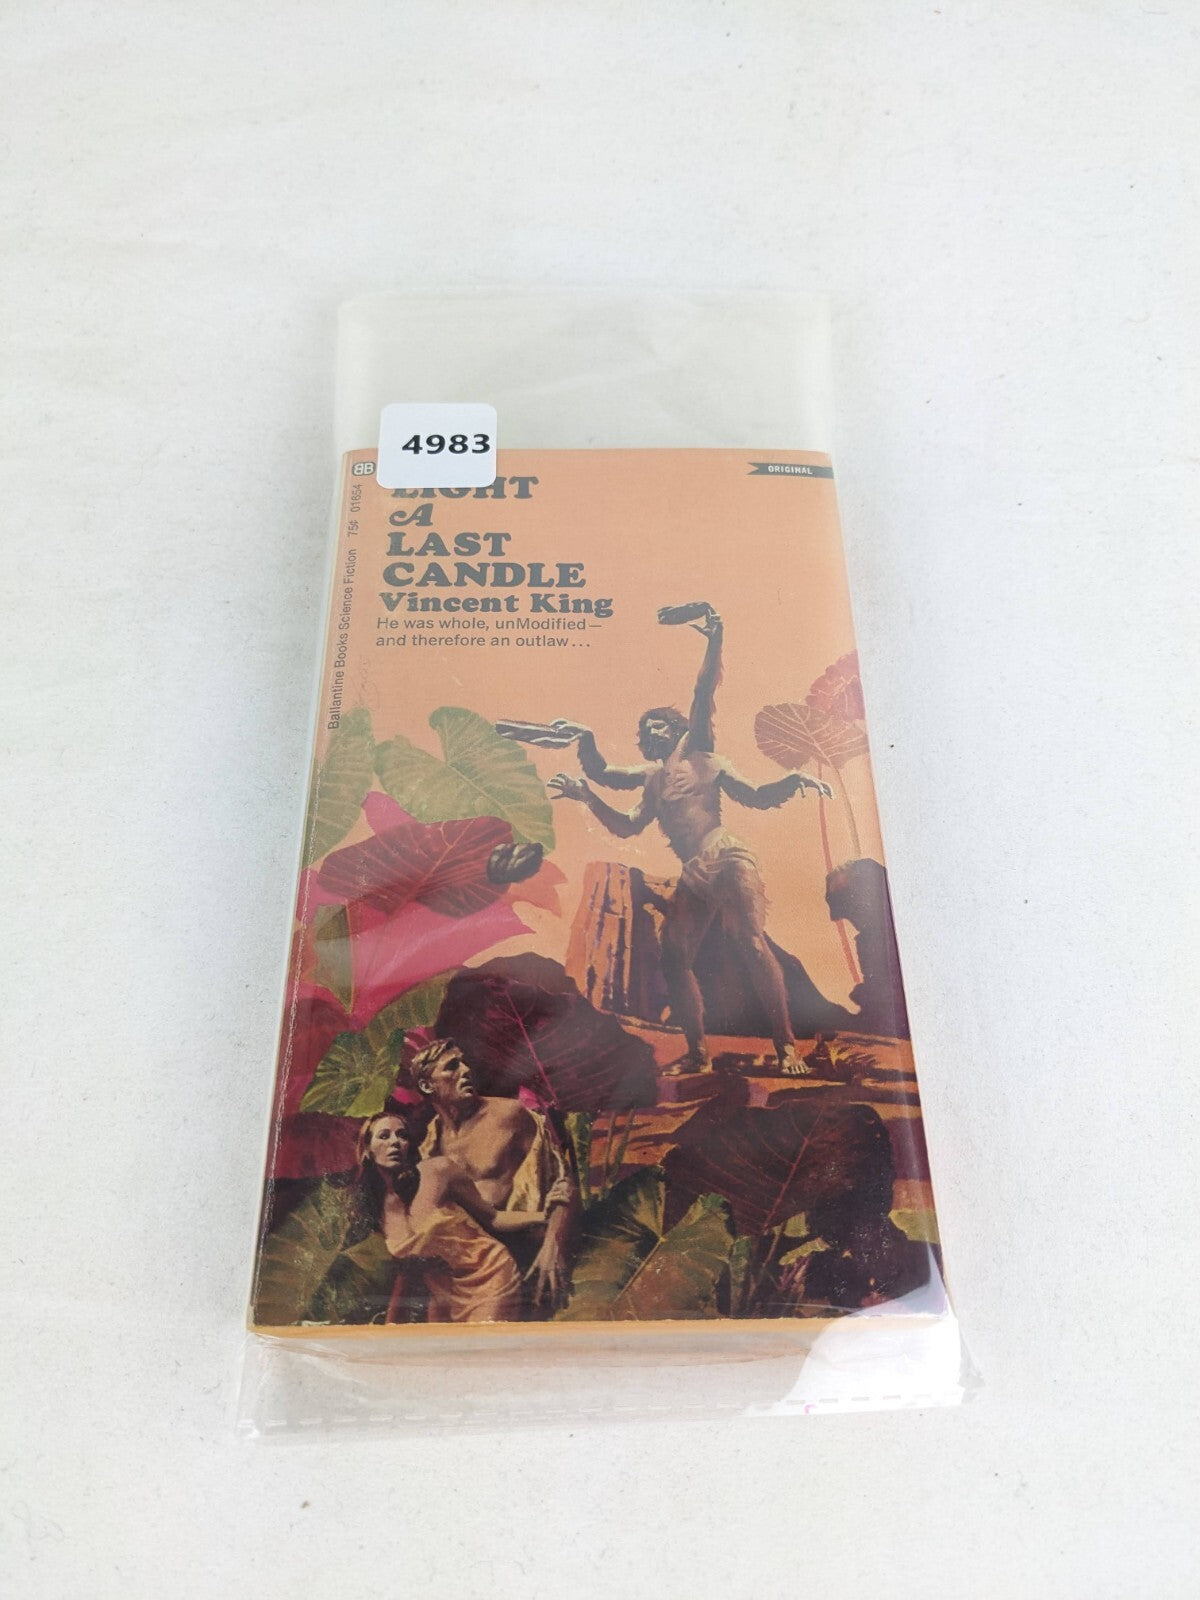 4983
BB
ORIGINAL
LIGHT
A
LAST
CANDLE
Vincent King
He was whole, unModified—
and therefore an outlaw...
Ballantine Books Science Fiction 75¢ 01654